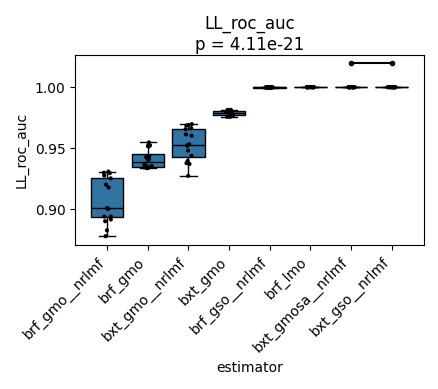 LL_roc_auc
p = 4.11e-21
LL_roc_auc
1.00
0.95
0.90
brf_gmo__nrlmf
brf_gmo
bxt_gmo__nrlmf
bxt_gmo
brf_gso__nrlmf
brf_lmo
bxt_gmosa__nrlmf
bxt_gso__nrlmf
estimator